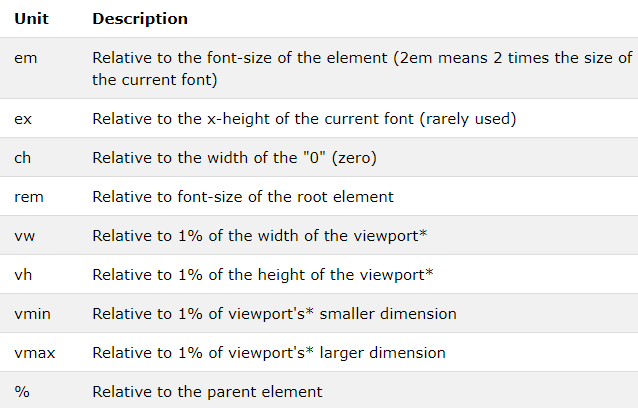 Unit Description
em Relative to the font-size of the element (2em means 2 times the size of
the current font)
ex Relative to the x-height of the current font (rarely used)
ch Relative to the width of the "0" (zero)
rem Relative to font-size of the root element
vw Relative to 1% of the width of the viewport*
vh Relative to 1% of the height of the viewport*
vmin Relative to 1% of viewport's* smaller dimension
vmax Relative to 1% of viewport's* larger dimension
% Relative to the parent element